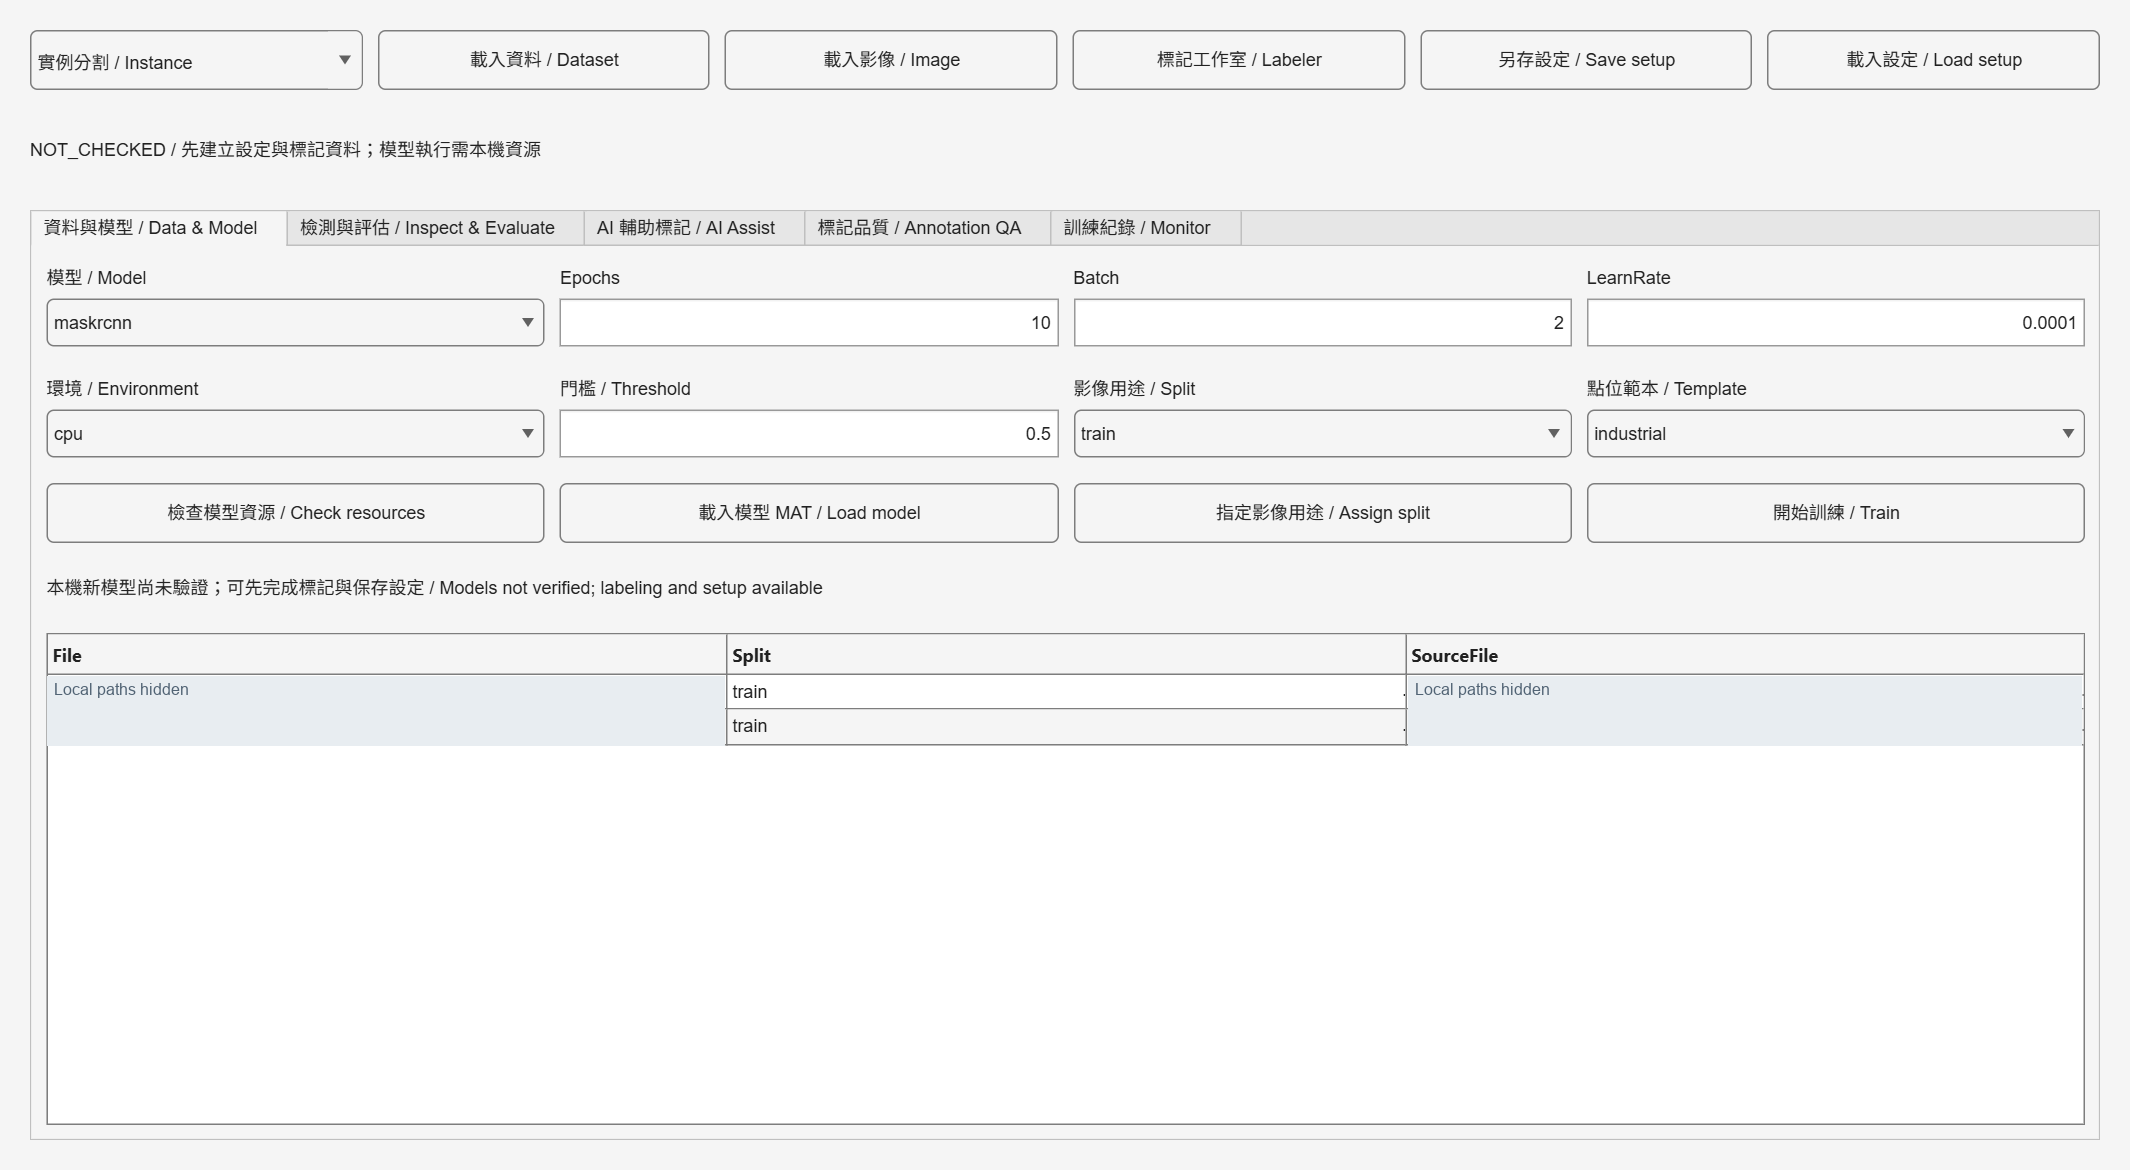 實例分割 / Instance
載入資料 / Dataset
載入影像 / Image
標記工作室 / Labeler
另存設定 / Save setup
載入設定 / Load setup
NOT_CHECKED / 先建立設定與標記資料；模型執行需本機資源
資料與模型 / Data & Model
檢測與評估 / Inspect & Evaluate
AI 輔助標記 / AI Assist
標記品質 / Annotation QA
訓練紀錄 / Monitor
模型 / Model
Epochs
Batch
LearnRate
maskrcnn
10
2
0.0001
環境 / Environment
門檻 / Threshold
影像用途 / Split
點位範本 / Template
cpu
0.5
train
industrial
檢查模型資源 / Check resources
載入模型 MAT / Load model
指定影像用途 / Assign split
開始訓練 / Train
本機新模型尚未驗證；可先完成標記與保存設定 / Models not verified; labeling and setup available
File
Split
SourceFile
Local paths hidden
train
Local paths hidden
train